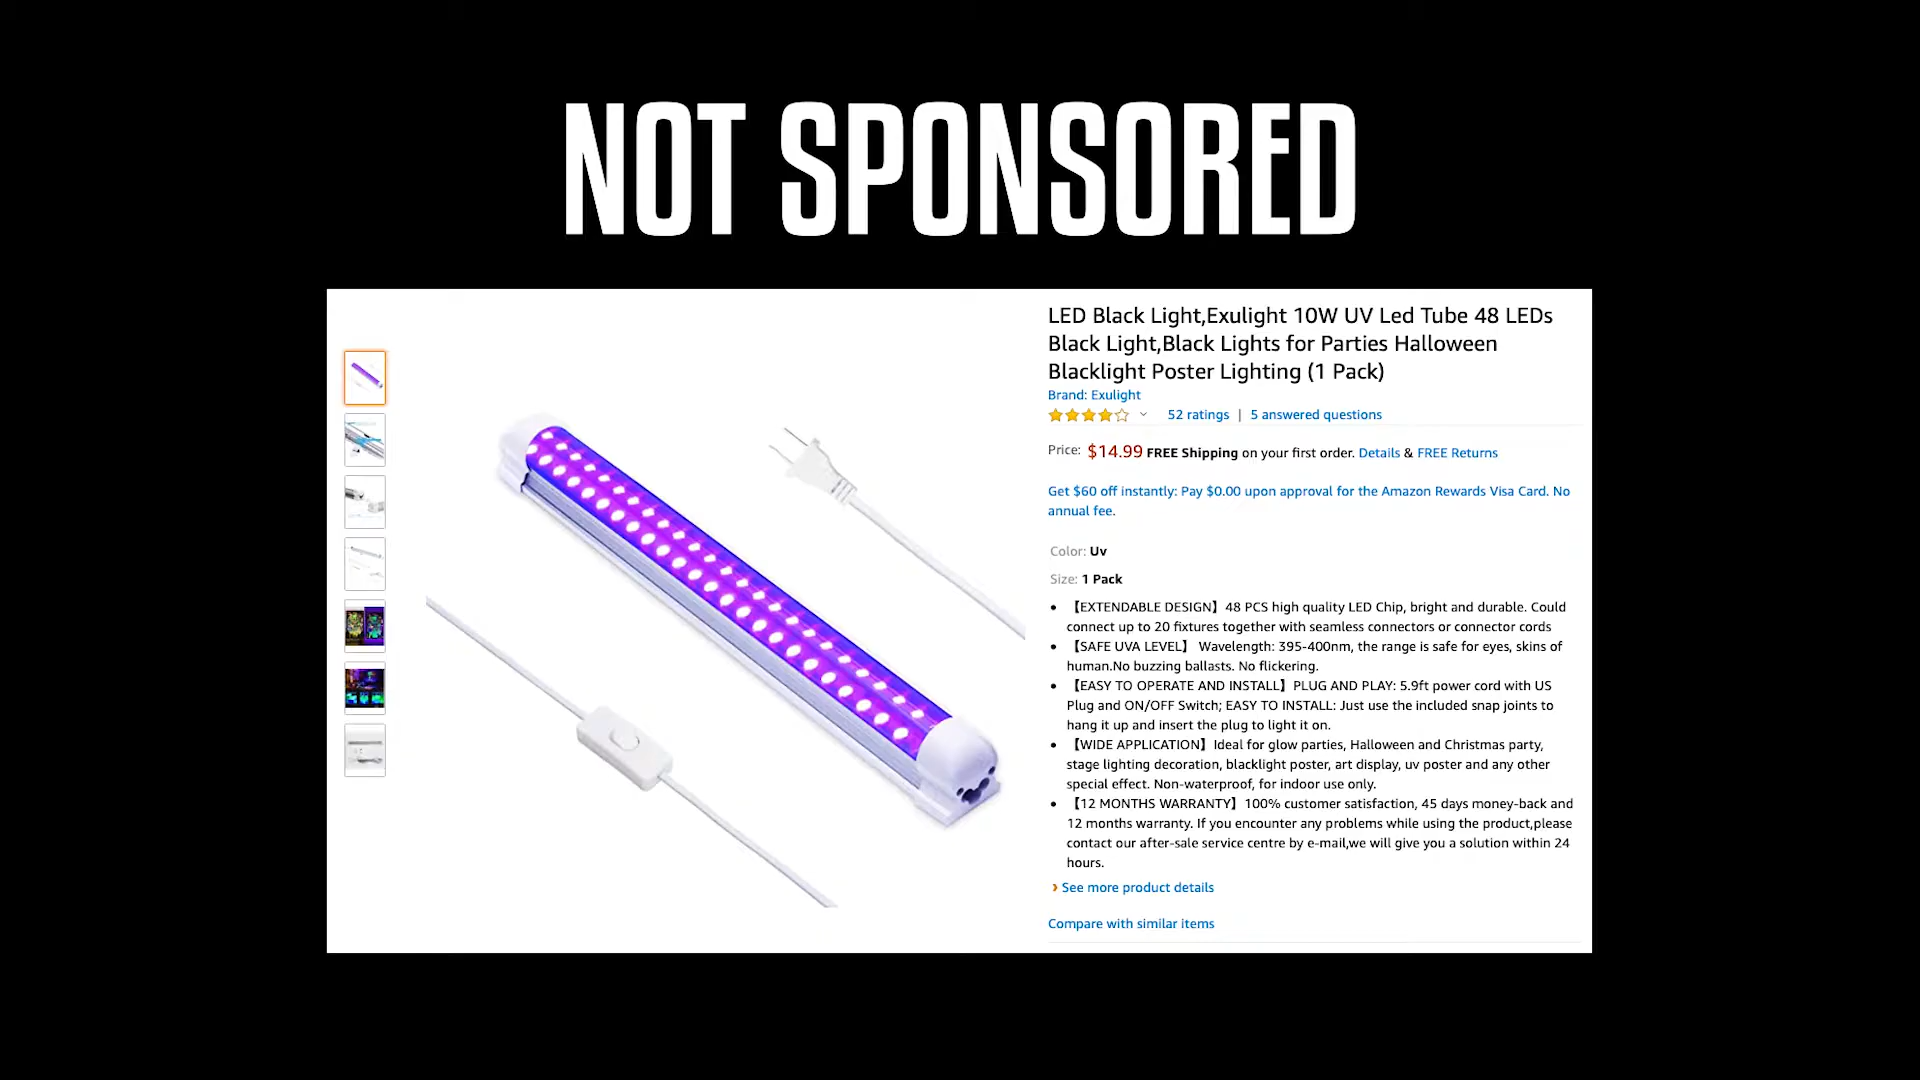 NOT SPONSORED
LED Black Light,Exulight 10W UV Led Tube 48 LEDs
Black Light,Black Lights for Parties Halloween
Blacklight Poster Lighting (1 Pack)
Brand: Exulight
52 ratings | 5 answered questions
Price: $14.99 FREE Shipping on your first order. Details & FREE Returns
Get $60 off instantly: Pay $0.00 upon approval for the Amazon Rewards Visa Card. No
annual fee.
Color: Uv
Size: 1 Pack
• 【EXTENDABLE DESIGN】48 PCS high quality LED Chip, bright and durable. Could
connect up to 20 fixtures together with seamless connectors or connector cords
• 【SAFE UVA LEVEL】 Wavelength: 395-400nm, the range is safe for eyes, skins of
human.No buzzing ballasts. No flickering.
• 【EASY TO OPERATE AND INSTALL】PLUG AND PLAY: 5.9ft power cord with US
Plug and ON/OFF Switch; EASY TO INSTALL: Just use the included snap joints to
hang it up and insert the plug to light it on.
• 【WIDE APPLICATION】Ideal for glow parties, Halloween and Christmas party,
stage lighting decoration, blacklight poster, art display, uv poster and any other
special effect. Non-waterproof, for indoor use only.
• 【12 MONTHS WARRANTY】100% customer satisfaction, 45 days money-back and
12 months warranty. If you encounter any problems while using the product,please
contact our after-sale service centre by e-mail,we will give you a solution within 24
hours.
› See more product details
Compare with similar items